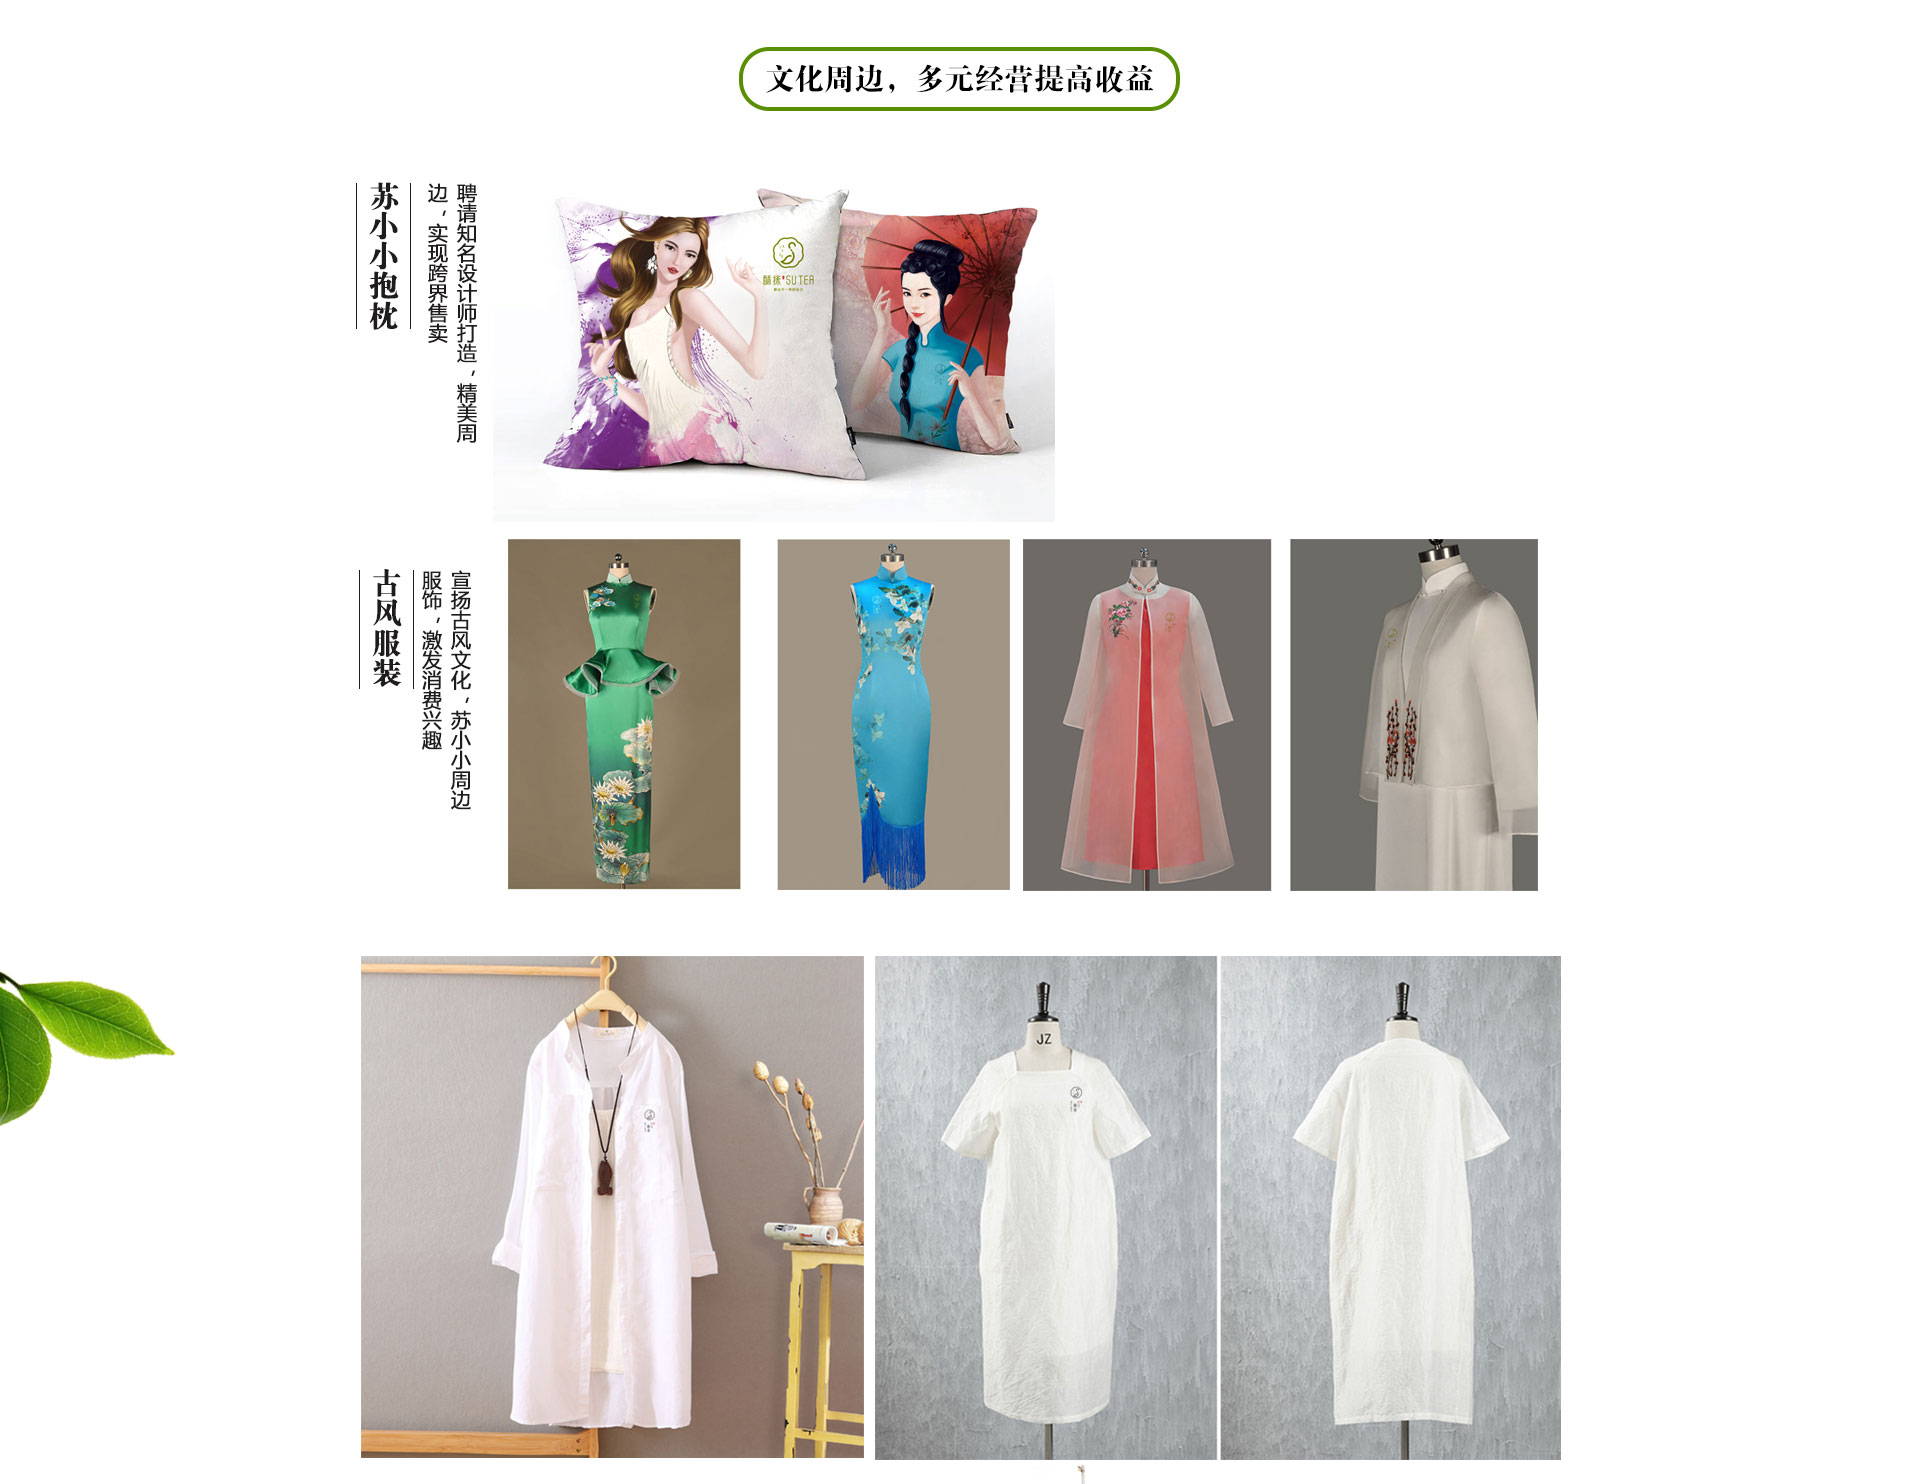 文化周边，多元经营提高收益
苏小小抱枕
聘请知名设计师打造，精美周
边，实现跨界售卖
SU.TEA
古风服装
宣扬古风文化，苏小小周边
服饰，激发消费兴趣
JZ